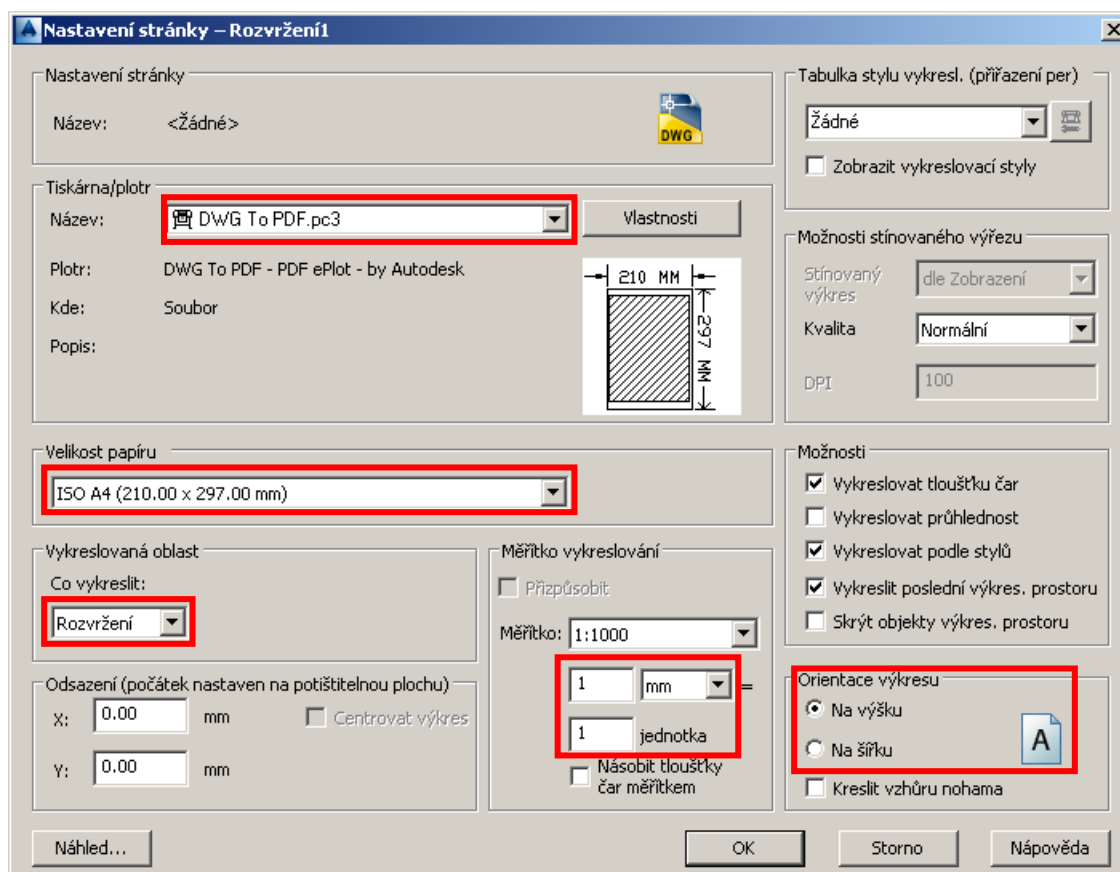 Nastavení stránky – Rozvržení1
Nastavení stránky
Název: <Žádné>
DWG
Tiskárna/plotr
Název: DWG To PDF.pc3 Vlastnosti
Plotr: DWG To PDF - PDF ePlot - by Autodesk
Kde: Soubor
Popis:
210 MM
297 MM
Velikost papíru
ISO A4 (210.00 x 297.00 mm)
Vykreslovaná oblast
Co vykreslit:
Rozvržení
Odsazení (počátek nastaven na potištitelnou plochu)
X: 0.00 mm Centrovat výkres
Y: 0.00 mm
Měřítko vykreslování
Přizpůsobit
Měřítko: 1:1000
1 mm =
1 jednotka
Násobit tloušťky
čar měřítkem
Tabulka stylu vykresl. (přiřazení per)
Žádné
Zobrazit vykreslovací styly
Možnosti stínovaného výřezu
Stínovaný
výkres dle Zobrazení
Kvalita Normální
DPI 100
Možnosti
Vykreslovat tloušťku čar
Vykreslovat průhlednost
Vykreslovat podle stylů
Vykreslit poslední výkres. prostoru
Skrýt objekty výkres. prostoru
Orientace výkresu
Na výšku
Na šířku
A
Kreslit vzhůru nohama
Náhled... OK Storno Nápověda